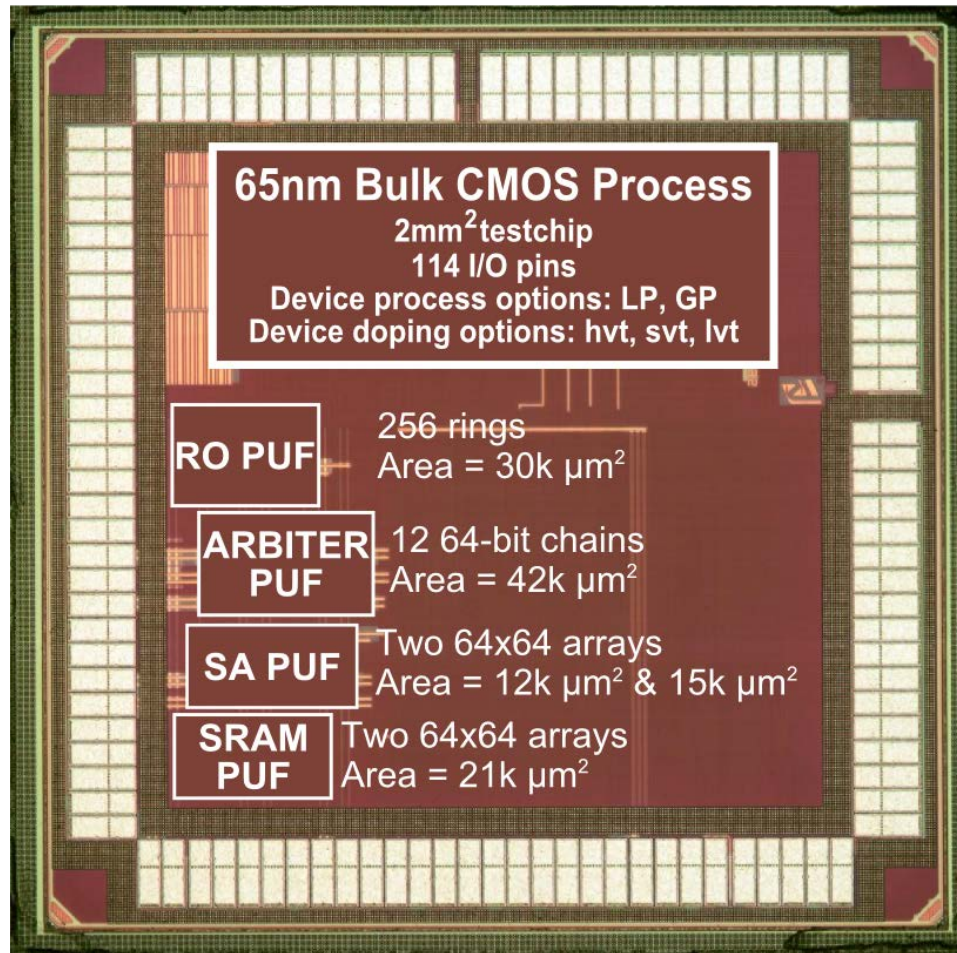 65nm Bulk CMOS Process
2mm² testchip
114 I/O pins
Device process options: LP, GP
Device doping options: hvt, svt, lvt
RO PUF
256 rings
Area = 30k µm²
ARBITER
PUF
12 64-bit chains
Area = 42k µm²
SA PUF
Two 64x64 arrays
Area = 12k µm² & 15k µm²
SRAM
PUF
Two 64x64 arrays
Area = 21k µm²